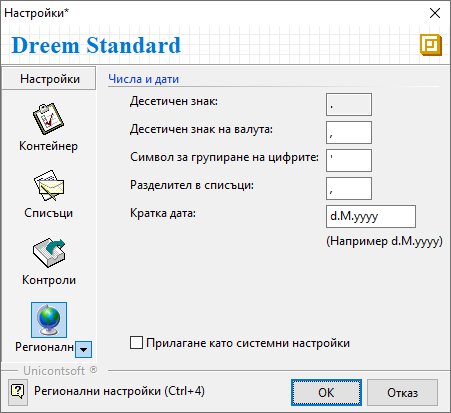 Настройки*
Dreem Standard
Настройки
Контейнер
Списъци
Контроли
Регионалн
Числа и дати
Десетичен знак: .
Десетичен знак на валута: ,
Символ за групиране на цифрите: '
Разделител в списъци: ,
Кратка дата: d.M.yyyy
(Например d.M.yyyy)
Прилагане като системни настройки
Unicontsoft ®
Регионални настройки (Ctrl+4)
OK
Отказ